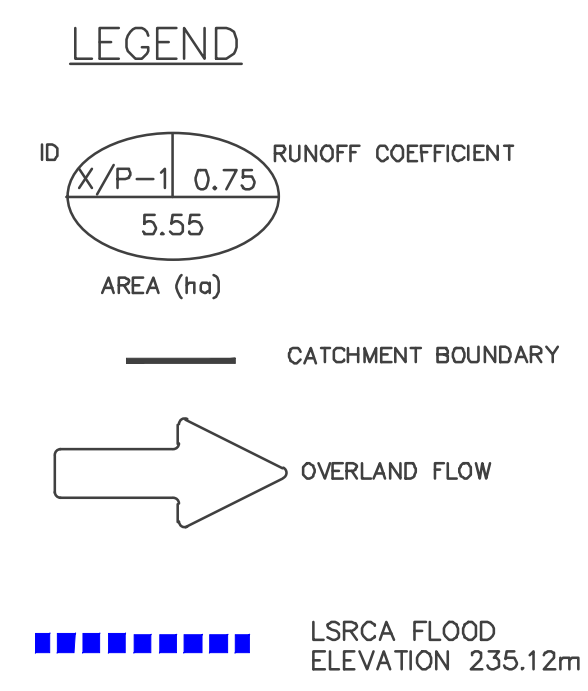 LEGEND
ID
RUNOFF COEFFICIENT
X/P-1
0.75
5.55
AREA (ha)
CATCHMENT BOUNDARY
OVERLAND FLOW
LSRCA FLOOD
ELEVATION 235.12m